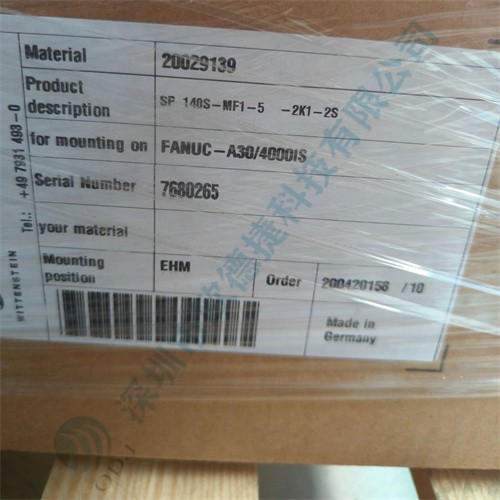 Material 20029139
Product description SP 140S-MF1-5 -2K1-2S
for mounting on FANUC-A30/4000iS
Serial Number 7680265
your material
Mounting position EHM Order 200420156 /10
Made in
Germany
Tel.: +49 7931 493-0
WITTENSTEIN
QDJ